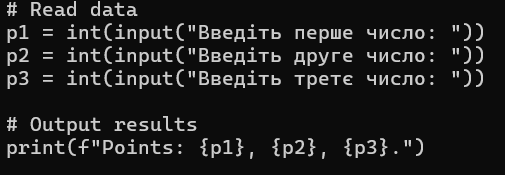 # Read data
p1 = int(input("Введіть перше число: "))
p2 = int(input("Введіть друге число: "))
p3 = int(input("Введіть третє число: "))

# Output results
print(f"Points: {p1}, {p2}, {p3}.")